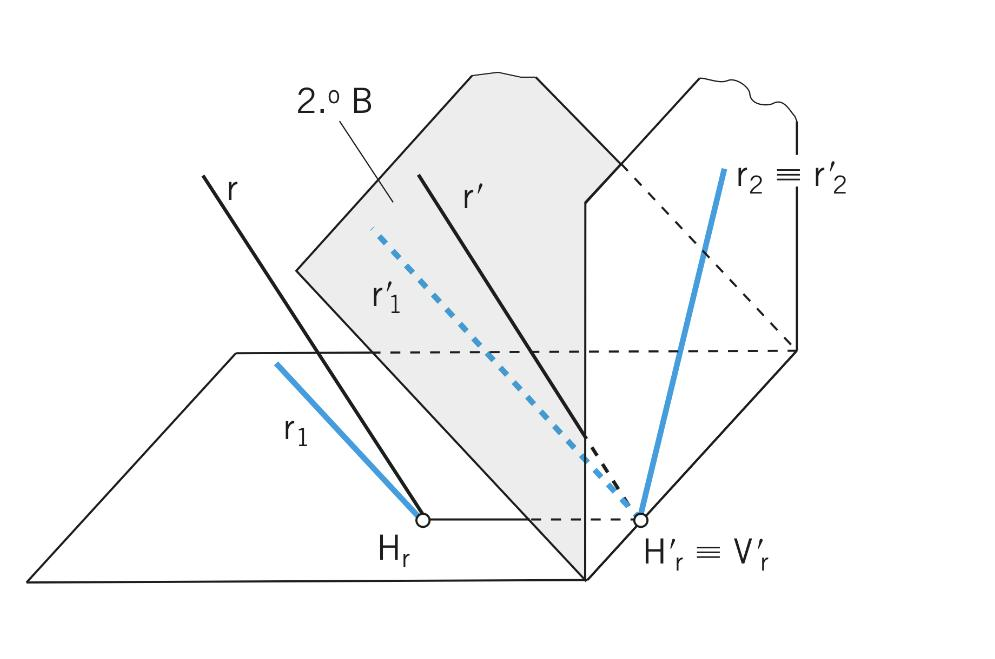 2.º B
r
r′
r₂ ≡ r′₂
r′₁
r₁
Hᵣ
H′ᵣ ≡ V′ᵣ